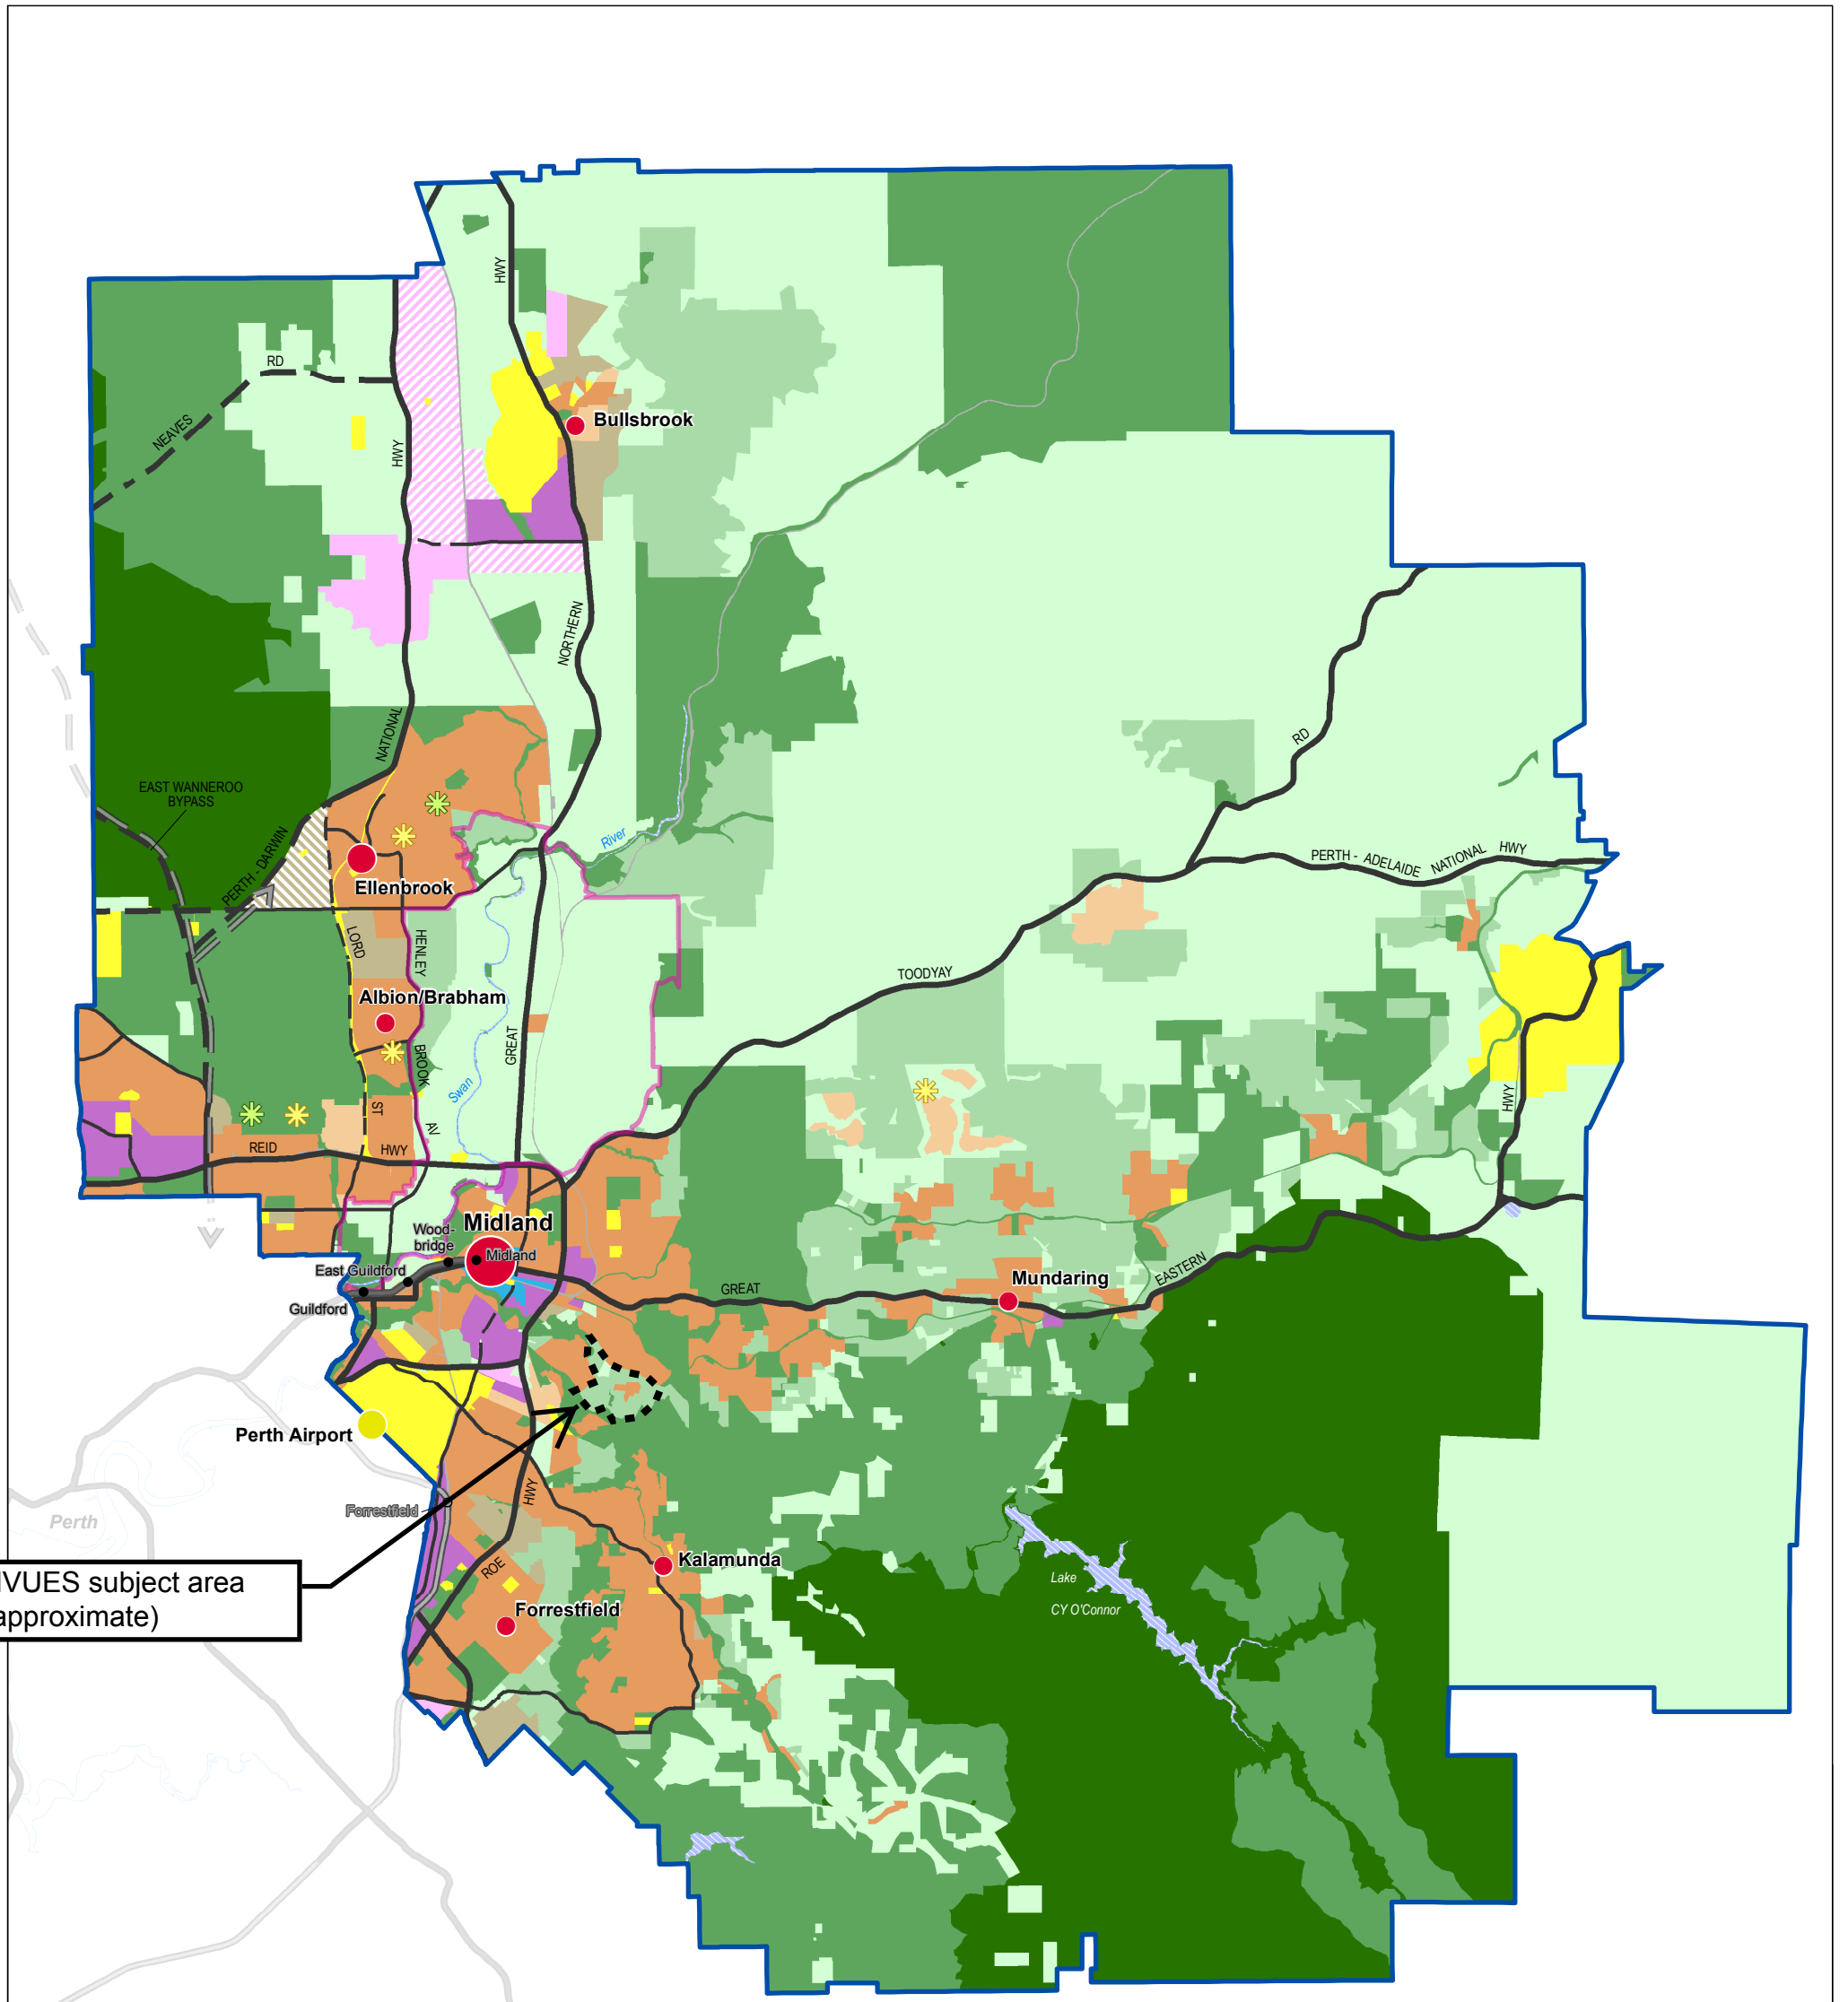 HWY
RD
NEAVES
HWY
Bullsbrook
NORTHERN
NATIONAL
RD
EAST WANNEROO
BYPASS
PERTH - DARWIN
River
PERTH - ADELAIDE NATIONAL HWY
Ellenbrook
LORD
HENLEY
TOODYAY
Albion/Brabham
GREAT
BROOK
Swan
HWY
ST
AV
REID
HWY
Midland
Wood-
bridge
Midland
East Guildford
EASTERN
Mundaring
GREAT
Guildford
Perth Airport
HWY
Forrestfield
Perth
Kalamunda
ROE
Lake
CY O'Connor
VUES subject area
approximate)
Forrestfield